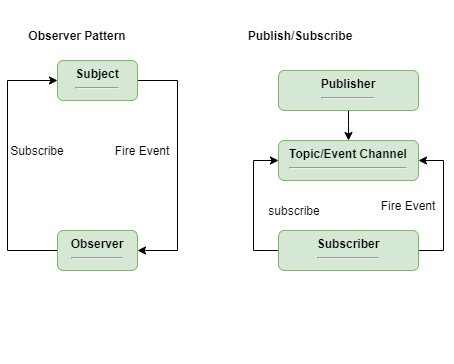 Observer Pattern
Subject
Subscribe
Fire Event
Observer
Publish/Subscribe
Publisher
Topic/Event Channel
subscribe
Fire Event
Subscriber